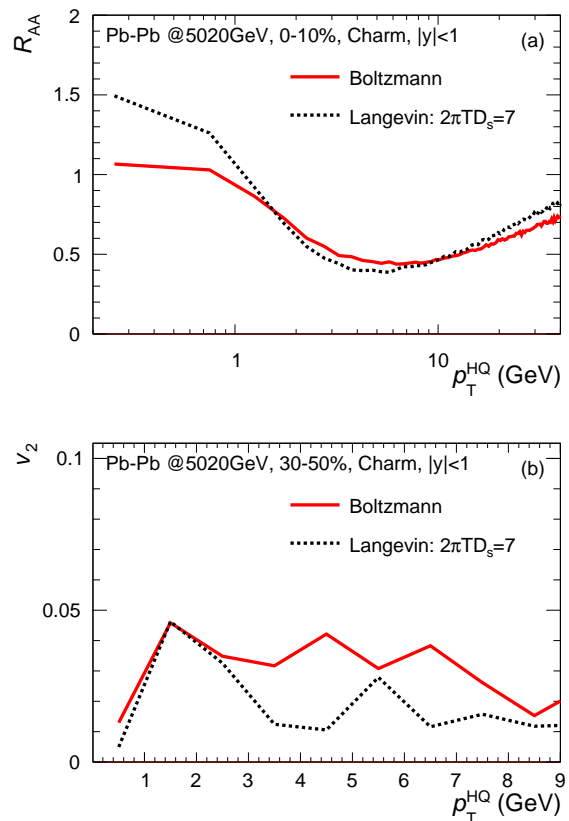 R_AA
2
1.5
1
0.5
0
Pb-Pb @5020GeV, 0-10%, Charm, |y|<1
(a)
Boltzmann
Langevin: 2πTD_s=7
1
10
p_T^HQ (GeV)
v_2
0.1
0.05
0
Pb-Pb @5020GeV, 30-50%, Charm, |y|<1
(b)
Boltzmann
Langevin: 2πTD_s=7
1 2 3 4 5 6 7 8 9
p_T^HQ (GeV)